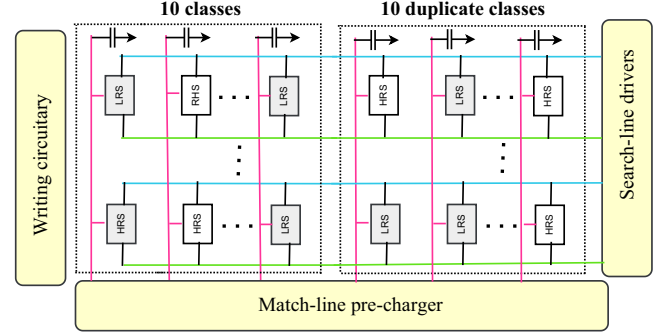 10 classes
10 duplicate classes
Writing circuitary
LRS
RHS
LRS
HRS
LRS
HRS
HRS
HRS
LRS
LRS
LRS
HRS
Search-line drivers
Match-line pre-charger